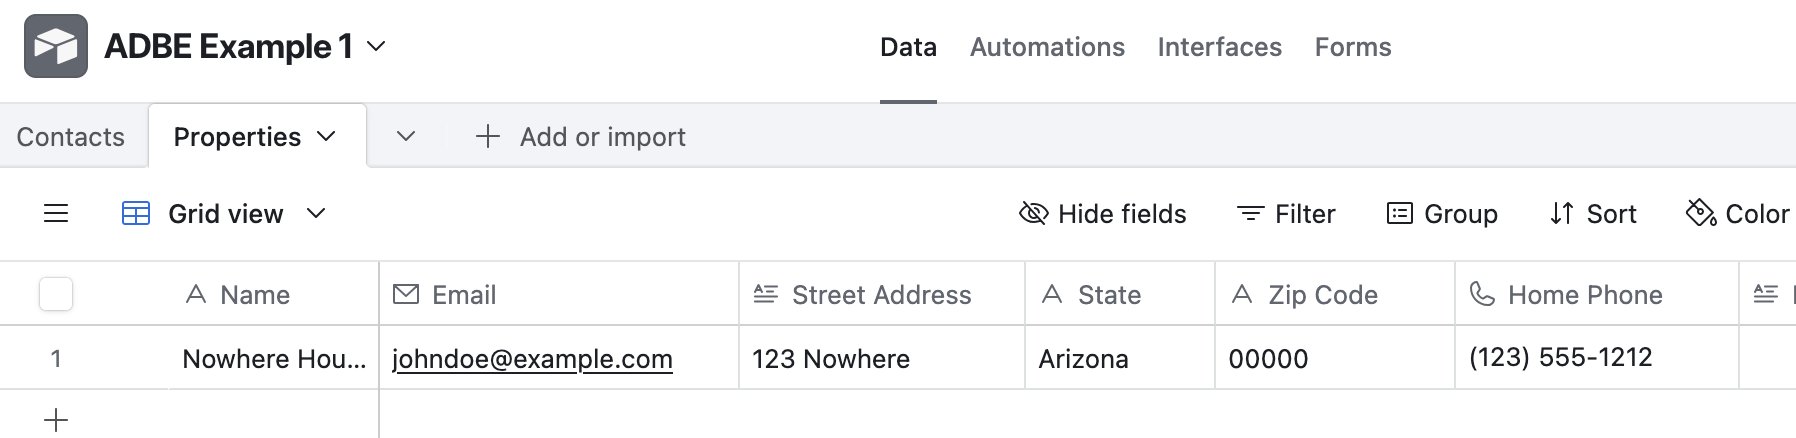 ADBE Example 1
Data Automations Interfaces Forms
Contacts Properties Add or import
Grid view Hide fields Filter Group Sort Color
Name Email Street Address State Zip Code Home Phone
1 Nowhere Hou... johndoe@example.com 123 Nowhere Arizona 00000 (123) 555-1212